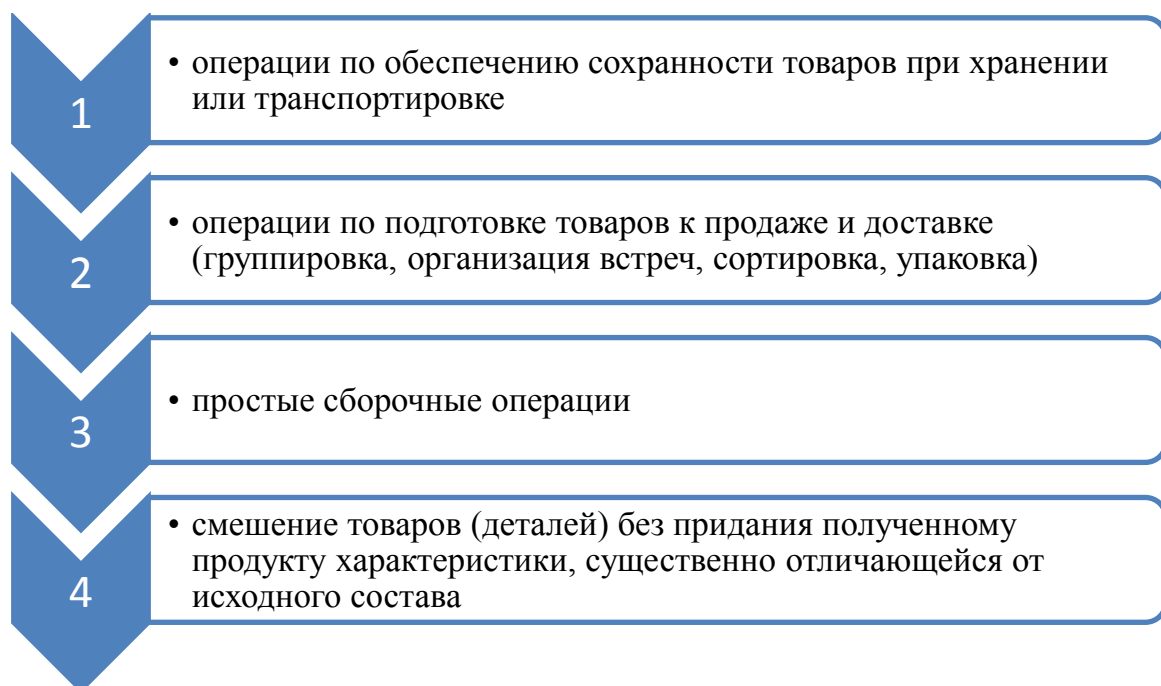 1
• операции по обеспечению сохранности товаров при хранении
или транспортировке
2
• операции по подготовке товаров к продаже и доставке
(группировка, организация встреч, сортировка, упаковка)
3
• простые сборочные операции
4
• смешение товаров (деталей) без придания полученному
продукту характеристики, существенно отличающейся от
исходного состава